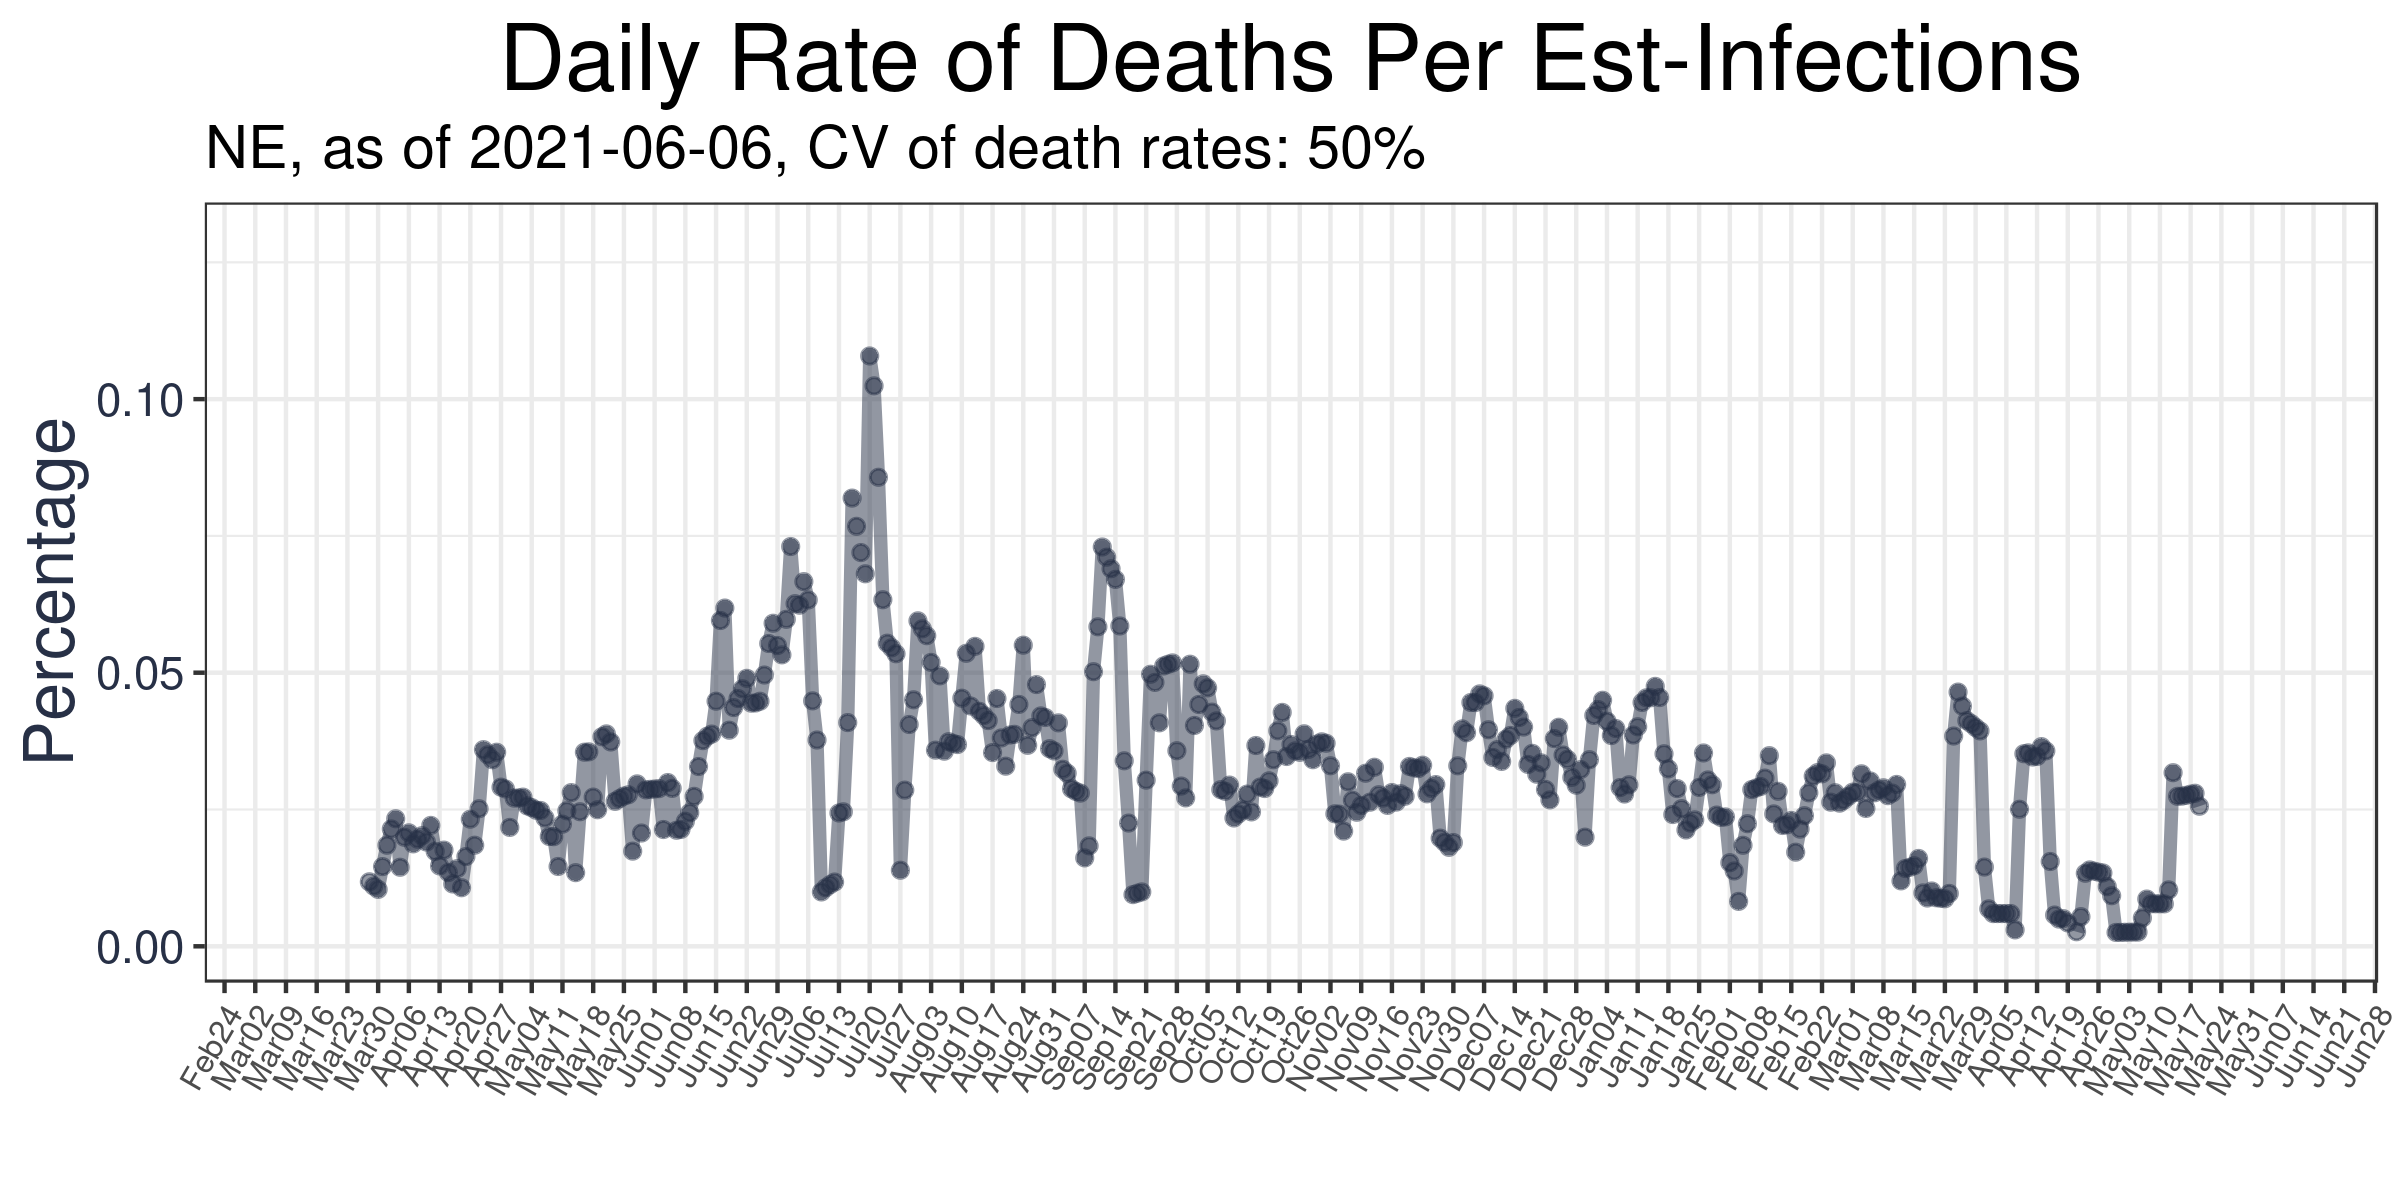 Daily Rate of Deaths Per Est-Infections
NE, as of 2021-06-06, CV of death rates: 50%
Percentage
0.10
0.05
0.00
Feb24
Mar02
Mar09
Mar16
Mar23
Mar30
Apr06
Apr13
Apr20
Apr27
May04
May11
May18
May25
Jun01
Jun08
Jun15
Jun22
Jun29
Jul06
Jul13
Jul20
Jul27
Aug03
Aug10
Aug17
Aug24
Aug31
Sep07
Sep14
Sep21
Sep28
Oct05
Oct12
Oct19
Oct26
Nov02
Nov09
Nov16
Nov23
Nov30
Dec07
Dec14
Dec21
Dec28
Jan04
Jan11
Jan18
Jan25
Feb01
Feb08
Feb15
Feb22
Mar01
Mar08
Mar15
Mar22
Mar29
Apr05
Apr12
Apr19
Apr26
May03
May10
May17
May24
May31
Jun07
Jun14
Jun21
Jun28